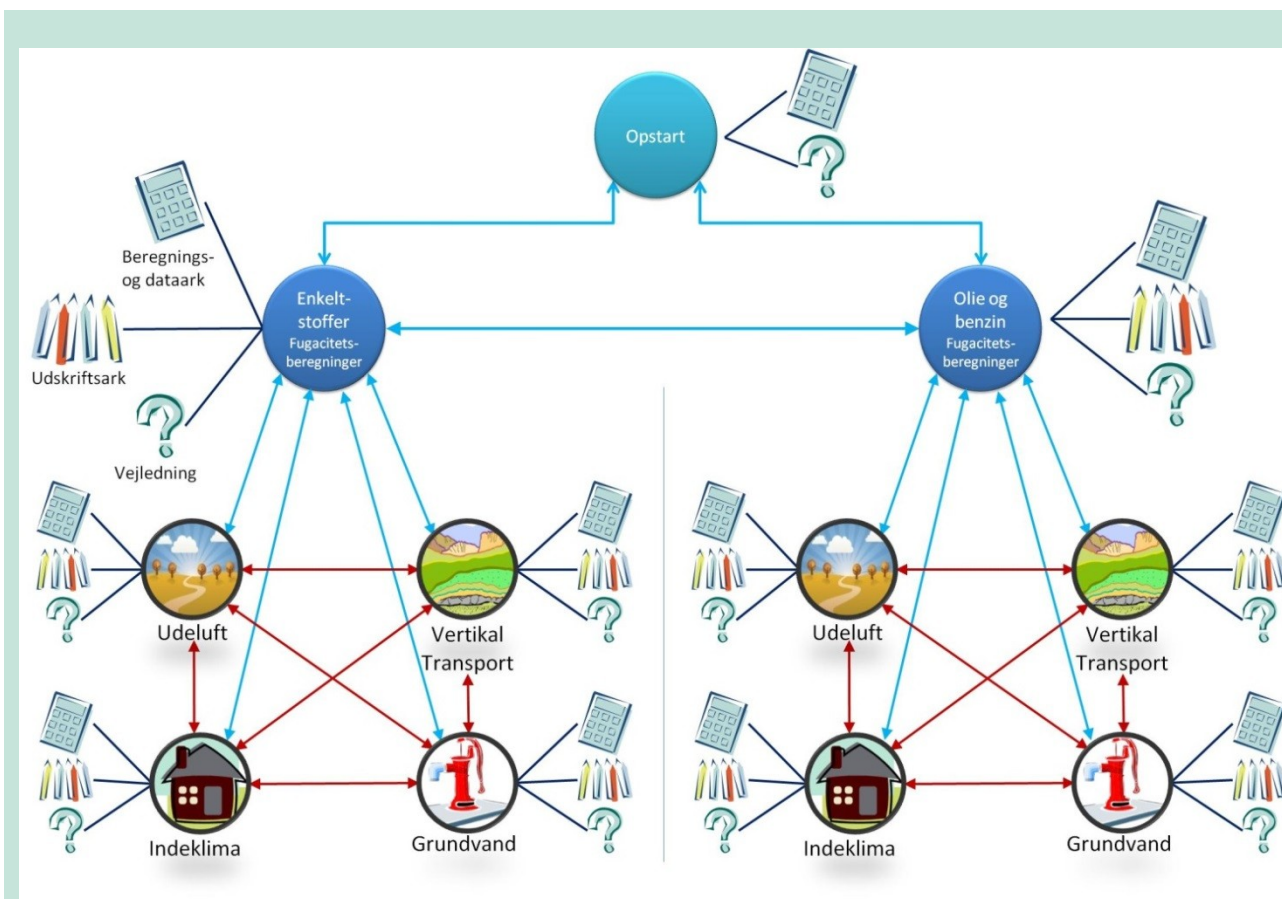 Opstart
Beregnings-
og dataark
Udskriftsark
Vejledning
Enkelt-
stoffer
Fugacitets-
beregninger
Olie og
benzin
Fugacitets-
beregninger
Udeluft
Vertikal
Transport
Indeklima
Grundvand
Udeluft
Vertikal
Transport
Indeklima
Grundvand